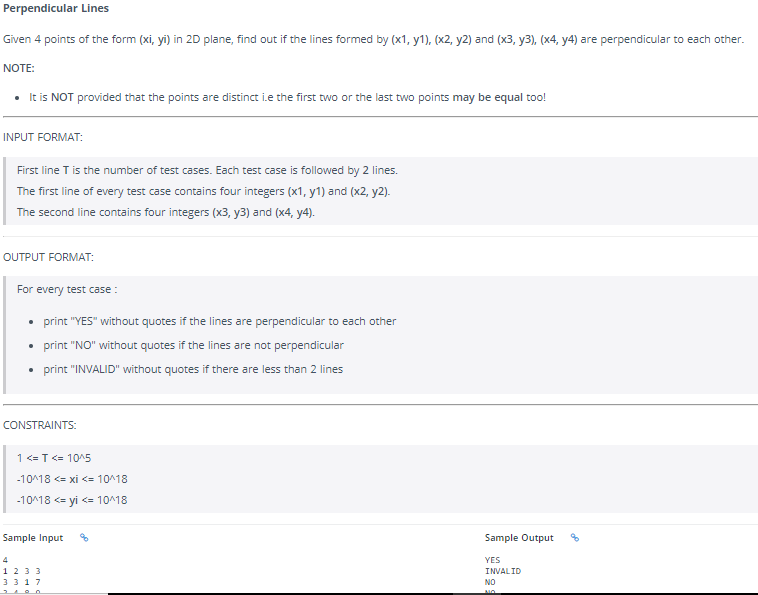 Perpendicular Lines
Given 4 points of the form (xi, yi) in 2D plane, find out if the lines formed by (x1, y1), (x2, y2) and (x3, y3), (x4, y4) are perpendicular to each other.
NOTE:
• It is NOT provided that the points are distinct i.e the first two or the last two points may be equal too!
INPUT FORMAT:
First line T is the number of test cases. Each test case is followed by 2 lines.
The first line of every test case contains four integers (x1, y1) and (x2, y2).
The second line contains four integers (x3, y3) and (x4, y4).
OUTPUT FORMAT:
For every test case :
• print "YES" without quotes if the lines are perpendicular to each other
• print "NO" without quotes if the lines are not perpendicular
• print "INVALID" without quotes if there are less than 2 lines
CONSTRAINTS:
1 <= T <= 10^5
-10^18 <= xi <= 10^18
-10^18 <= yi <= 10^18
Sample Input
4
1 2 3 3
3 3 1 7
Sample Output
YES
INVALID
NO
NO